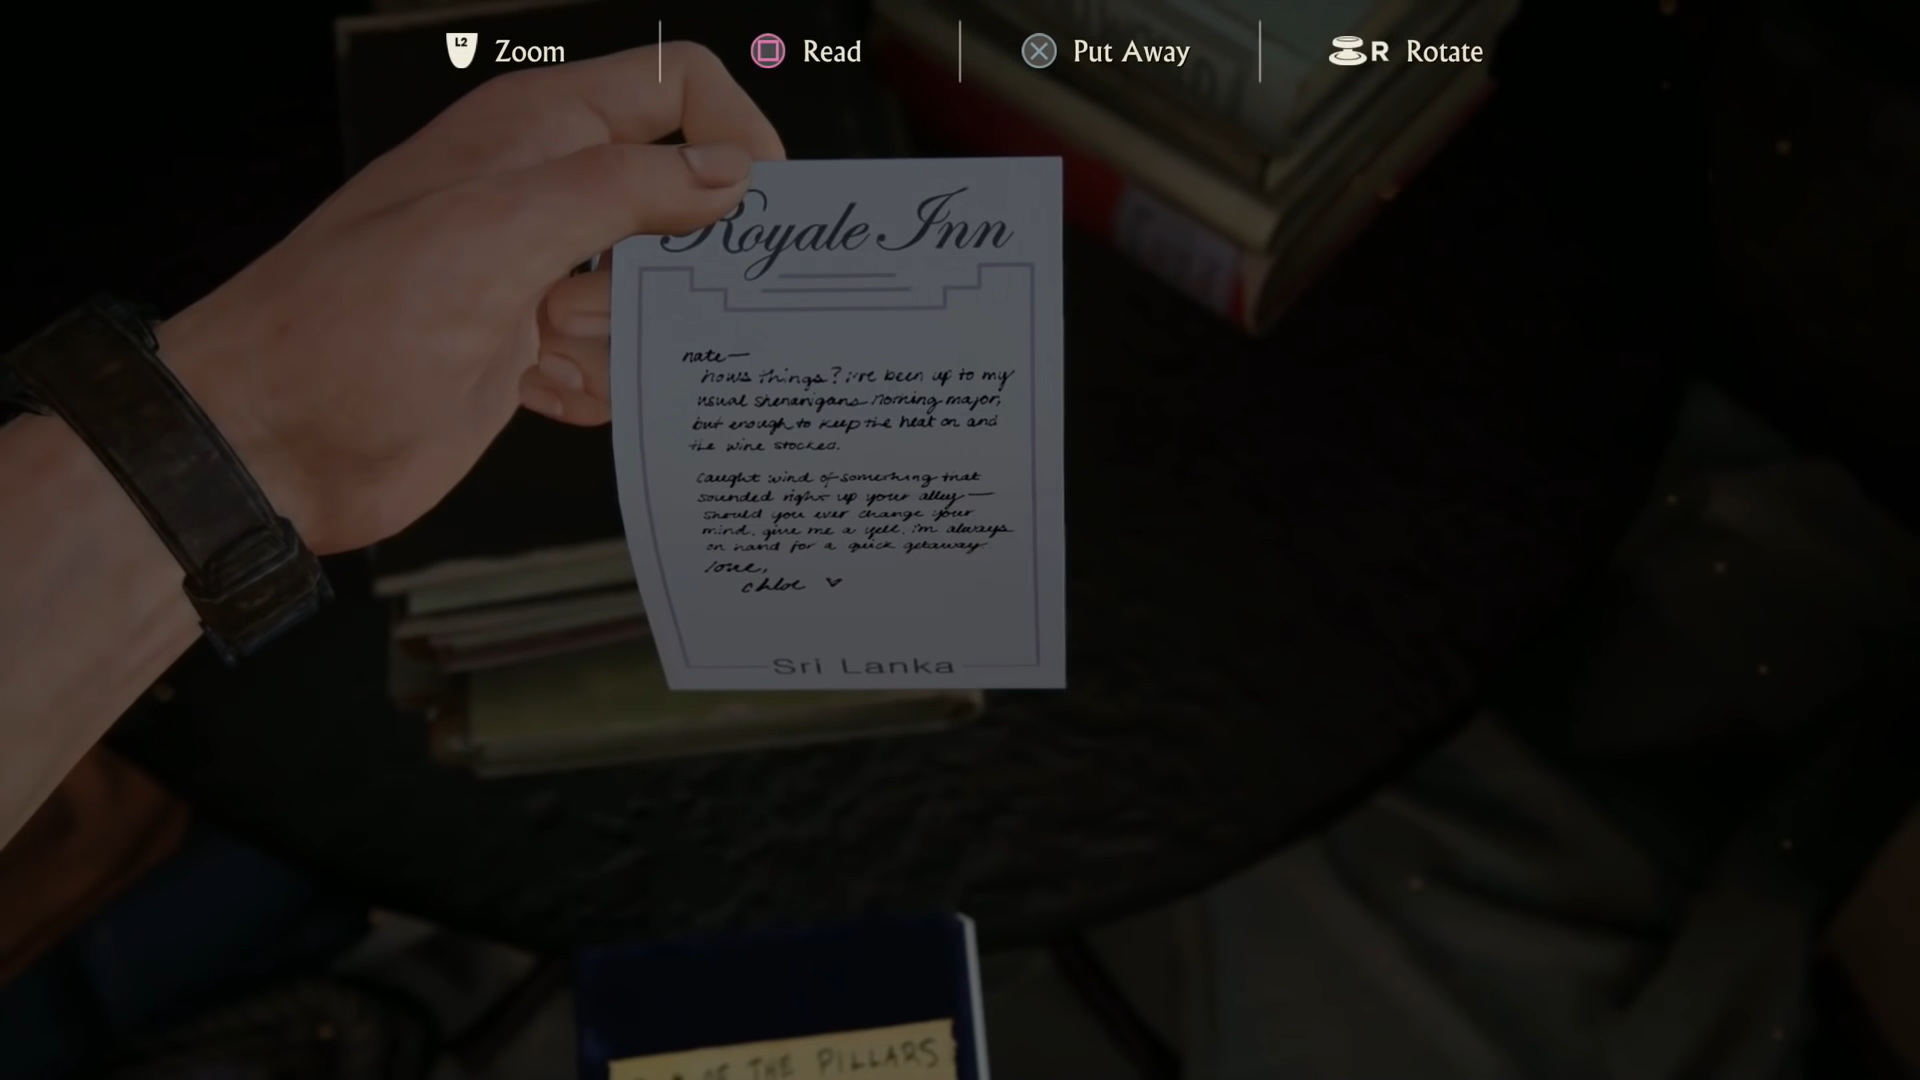 L2 Zoom
Read
Put Away
R Rotate
Royale Inn
nate—
hows things? i've been up to my
usual shenanigans. nothing major,
but enough to keep the heat on and
the wine stocked.
caught wind of something that
sounded right up your alley—
should you ever change your
mind, give me a yell. i'm always
on hand for a quick getaway.
love,
chloe
Sri Lanka
OF THE PILLARS